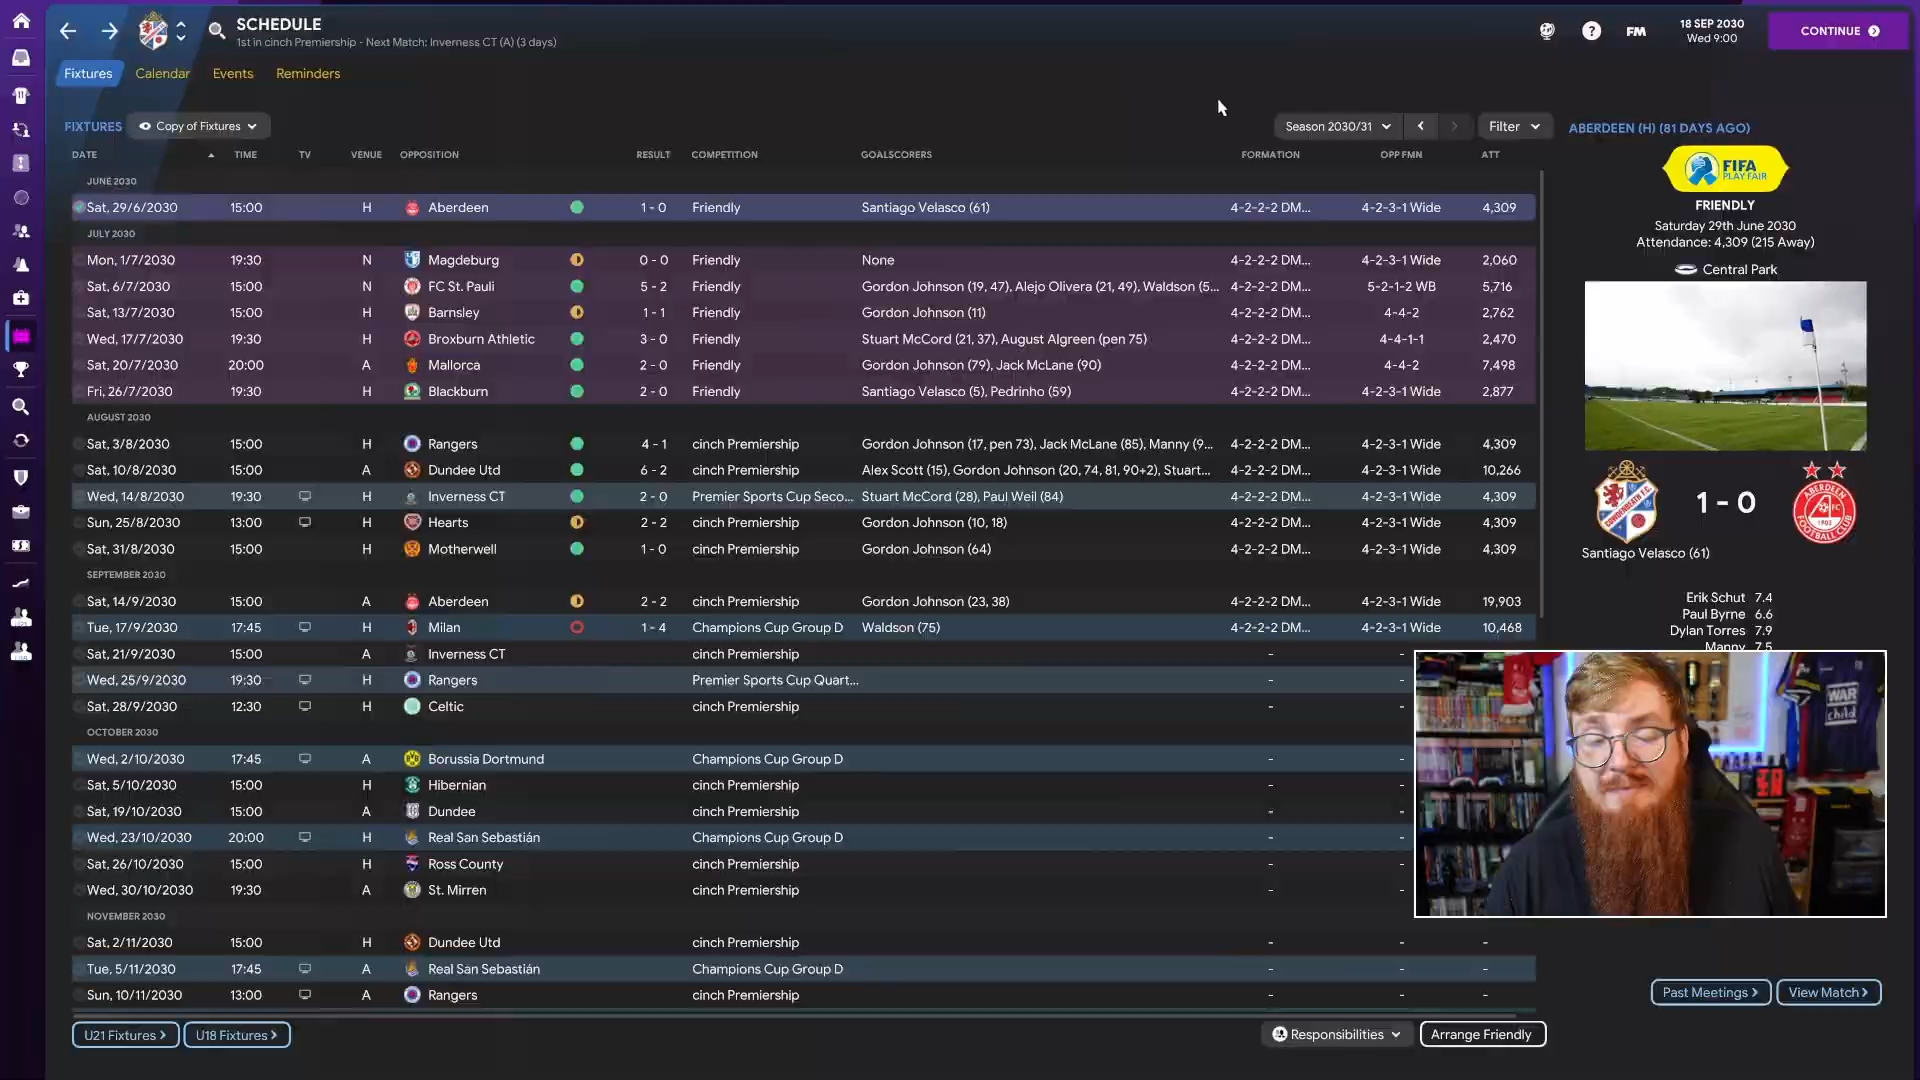 SCHEDULE
1st in cinch Premiership - Next Match: Inverness CT (A) (3 days)
FM
18 SEP 2030
Wed 9:00
CONTINUE
Fixtures Calendar Events Reminders
FIXTURES Copy of Fixtures Season 2030/31 Filter
DATE TIME TV VENUE OPPOSITION RESULT COMPETITION GOALSCORERS FORMATION OPP FMN ATT
JUNE 2030
Sat, 29/6/2030 15:00 H Aberdeen 1 - 0 Friendly Santiago Velasco (61) 4-2-2-2 DM... 4-2-3-1 Wide 4,309
JULY 2030
Mon, 1/7/2030 19:30 N Magdeburg 0 - 0 Friendly None 4-2-2-2 DM... 4-2-3-1 Wide 2,060
Sat, 6/7/2030 15:00 N FC St. Pauli 5 - 2 Friendly Gordon Johnson (19, 47), Alejo Olivera (21, 49), Waldson (5... 4-2-2-2 DM... 5-2-1-2 WB 5,716
Sat, 13/7/2030 15:00 H Barnsley 1 - 1 Friendly Gordon Johnson (11) 4-2-2-2 DM... 4-4-2 2,762
Wed, 17/7/2030 19:30 H Broxburn Athletic 3 - 0 Friendly Stuart McCord (21, 37), August Algreen (pen 75) 4-2-2-2 DM... 4-4-1-1 2,470
Sat, 20/7/2030 20:00 A Mallorca 2 - 0 Friendly Gordon Johnson (79), Jack McLane (90) 4-2-2-2 DM... 4-4-2 7,498
Fri, 26/7/2030 19:30 H Blackburn 2 - 0 Friendly Santiago Velasco (5), Pedrinho (59) 4-2-2-2 DM... 4-2-3-1 Wide 2,877
AUGUST 2030
Sat, 3/8/2030 15:00 H Rangers 4 - 1 cinch Premiership Gordon Johnson (17, pen 73), Jack McLane (85), Manny (9... 4-2-2-2 DM... 4-2-3-1 Wide 4,309
Sat, 10/8/2030 15:00 A Dundee Utd 6 - 2 cinch Premiership Alex Scott (15), Gordon Johnson (20, 74, 81, 90+2), Stuart... 4-2-2-2 DM... 4-2-3-1 Wide 10,266
Wed, 14/8/2030 19:30 H Inverness CT 2 - 0 Premier Sports Cup Seco... Stuart McCord (28), Paul Weil (84) 4-2-2-2 DM... 4-2-3-1 Wide 4,309
Sun, 25/8/2030 13:00 H Hearts 2 - 2 cinch Premiership Gordon Johnson (10, 18) 4-2-2-2 DM... 4-2-3-1 Wide 4,309
Sat, 31/8/2030 15:00 H Motherwell 1 - 0 cinch Premiership Gordon Johnson (64) 4-2-2-2 DM... 4-2-3-1 Wide 4,309
SEPTEMBER 2030
Sat, 14/9/2030 15:00 A Aberdeen 2 - 2 cinch Premiership Gordon Johnson (23, 38) 4-2-2-2 DM... 4-2-3-1 Wide 19,903
Tue, 17/9/2030 17:45 H Milan 1 - 4 Champions Cup Group D Waldson (75) 4-2-2-2 DM... 4-2-3-1 Wide 10,468
Sat, 21/9/2030 15:00 A Inverness CT cinch Premiership - -
Wed, 25/9/2030 19:30 H Rangers Premier Sports Cup Quart... - -
Sat, 28/9/2030 12:30 H Celtic cinch Premiership - -
OCTOBER 2030
Wed, 2/10/2030 17:45 A Borussia Dortmund Champions Cup Group D - -
Sat, 5/10/2030 15:00 H Hibernian cinch Premiership - -
Sat, 19/10/2030 15:00 A Dundee cinch Premiership - -
Wed, 23/10/2030 20:00 H Real San Sebastián Champions Cup Group D - -
Sat, 26/10/2030 15:00 H Ross County cinch Premiership - -
Wed, 30/10/2030 19:30 A St. Mirren cinch Premiership - -
NOVEMBER 2030
Sat, 2/11/2030 15:00 H Dundee Utd cinch Premiership - - -
Tue, 5/11/2030 17:45 A Real San Sebastián Champions Cup Group D - - -
Sun, 10/11/2030 13:00 A Rangers cinch Premiership - - -
U21 Fixtures U18 Fixtures Responsibilities Arrange Friendly
ABERDEEN (H) (81 DAYS AGO)
FIFA
PLAY FAIR
FRIENDLY
Saturday 29th June 2030
Attendance: 4,309 (215 Away)
Central Park
COWDENBEATH F.C.
1 - 0
ABERDEEN
FC
1903
FOOTBALL CLUB
Santiago Velasco (61)
Erik Schut 7.4
Paul Byrne 6.6
Dylan Torres 7.9
Manny 7.5
WAR
child
Past Meetings View Match